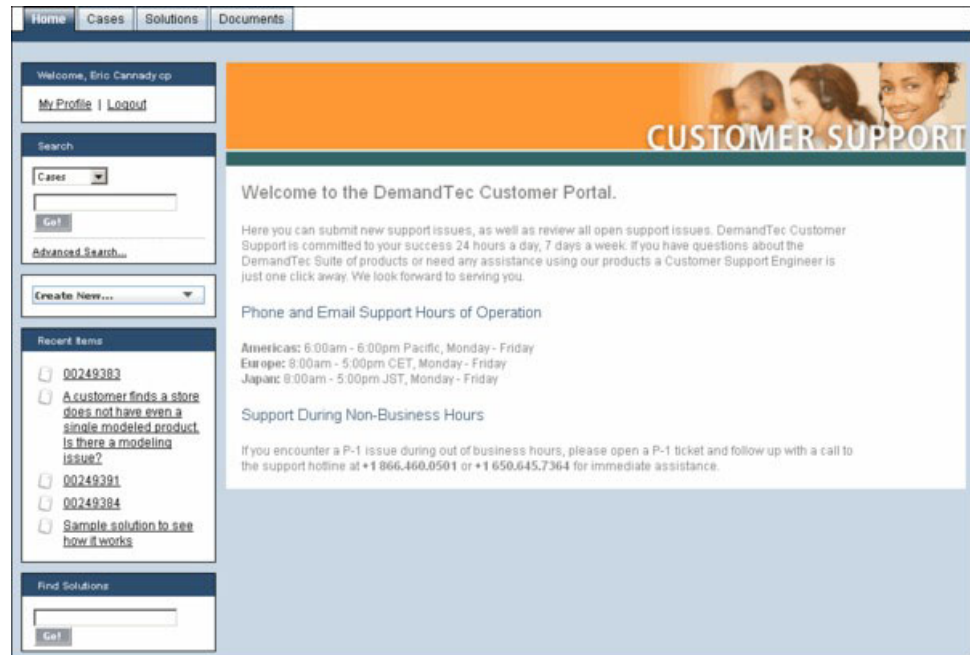 Home Cases Solutions Documents
Welcome, Eric Cannady cp
My Profile | Logout
Search
Cases
Go!
Advanced Search...
Create New...
Recent Items
00249383
A customer finds a store
does not have even a
single modeled product.
Is there a modeling
issue?
00249391
00249384
Sample solution to see
how it works
Find Solutions
Go!
CUSTOMER SUPPORT
Welcome to the DemandTec Customer Portal.
Here you can submit new support issues, as well as review all open support issues. DemandTec Customer
Support is committed to your success 24 hours a day, 7 days a week. If you have questions about the
DemandTec Suite of products or need any assistance using our products a Customer Support Engineer is
just one click away. We look forward to serving you.
Phone and Email Support Hours of Operation
Americas: 6:00am - 6:00pm Pacific, Monday - Friday
Europe: 8:00am - 5:00pm CET, Monday - Friday
Japan: 8:00am - 5:00pm JST, Monday - Friday
Support During Non-Business Hours
If you encounter a P-1 issue during out of business hours, please open a P-1 ticket and follow up with a call to
the support hotline at +1 866.460.0501 or +1 650.645.7364 for immediate assistance.